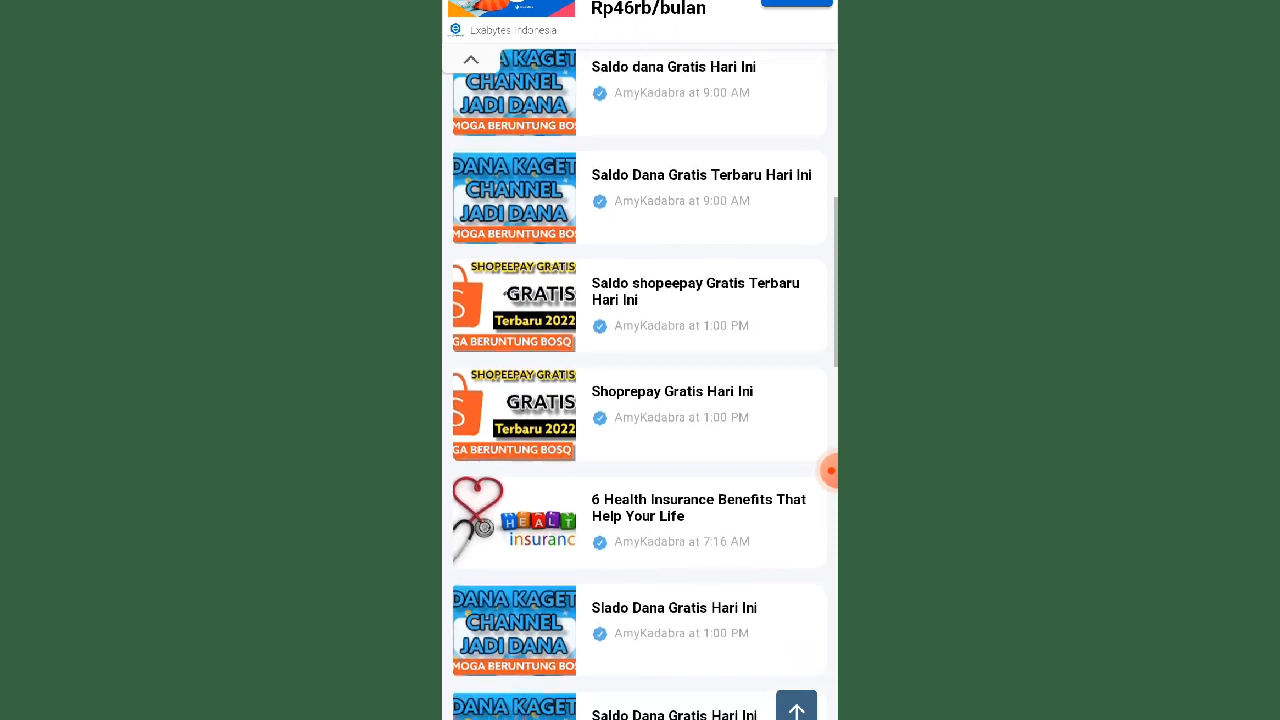 Rp46rb/bulan
Exabytes Indonesia
DANA KAGET
CHANNEL
JADI DANA
MOGA BERUNTUNG BOS
Saldo dana Gratis Hari Ini
AmyKadabra at 9:00 AM
DANA KAGET
CHANNEL
JADI DANA
MOGA BERUNTUNG BOS
Saldo Dana Gratis Terbaru Hari Ini
AmyKadabra at 9:00 AM
SHOPEEPAY GRATIS
GRATIS
Terbaru 2022
GA BERUNTUNG BOSQ
Saldo shopeepay Gratis Terbaru
Hari Ini
AmyKadabra at 1:00 PM
SHOPEEPAY GRATIS
GRATIS
Terbaru 2022
GA BERUNTUNG BOSQ
Shoprepay Gratis Hari Ini
AmyKadabra at 1:00 PM
HEALT
insuranc
6 Health Insurance Benefits That
Help Your Life
AmyKadabra at 7:16 AM
DANA KAGET
CHANNEL
JADI DANA
MOGA BERUNTUNG BOS
Slado Dana Gratis Hari Ini
AmyKadabra at 1:00 PM
DANA KAGET
Saldo Dana Gratis Hari Ini